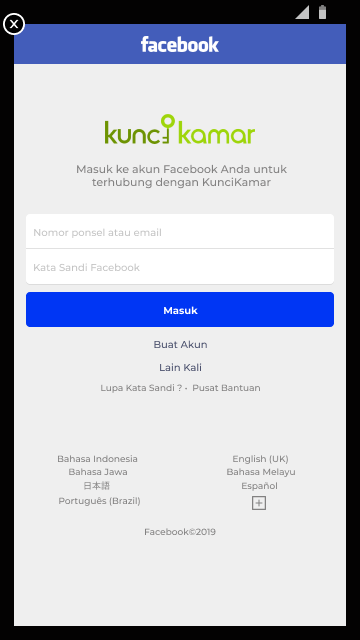 facebook
kunci kamar
Masuk ke akun Facebook Anda untuk
terhubung dengan KunciKamar
Nomor ponsel atau email
Kata Sandi Facebook
Masuk
Buat Akun
Lain Kali
Lupa Kata Sandi ? • Pusat Bantuan
Bahasa Indonesia
English (UK)
Bahasa Jawa
Bahasa Melayu
日本語
Español
Português (Brazil)
Facebook©2019